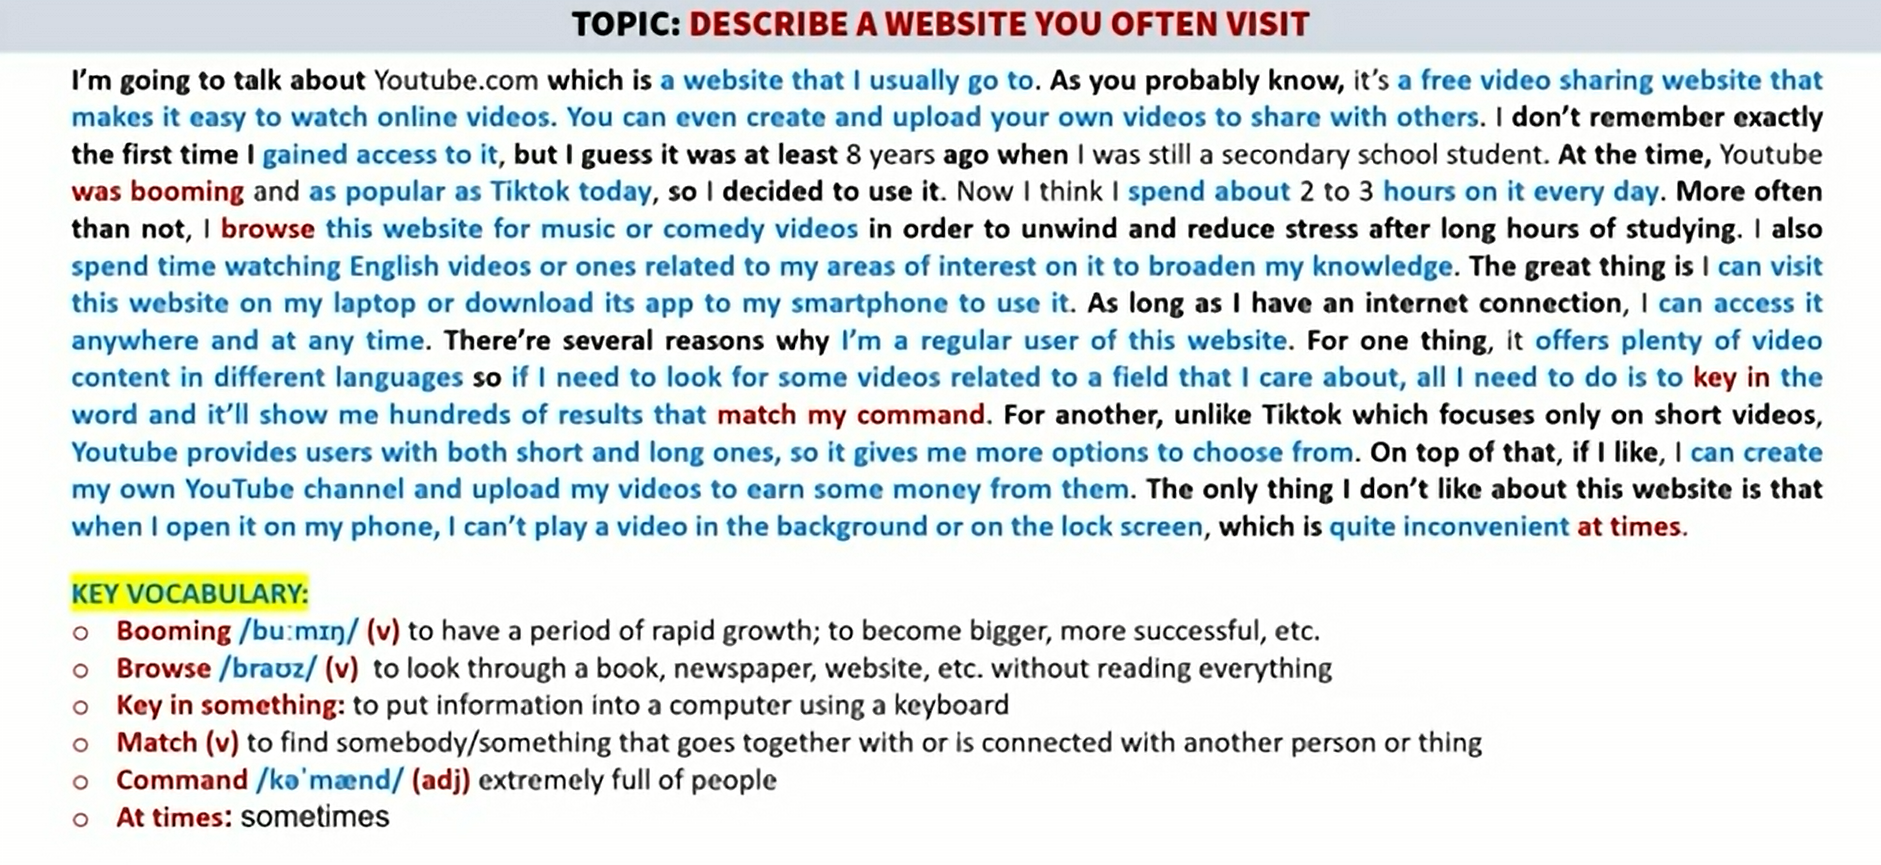 TOPIC: DESCRIBE A WEBSITE YOU OFTEN VISIT
I'm going to talk about Youtube.com which is a website that I usually go to. As you probably know, it's a free video sharing website that
makes it easy to watch online videos. You can even create and upload your own videos to share with others. I don't remember exactly
the first time I gained access to it, but I guess it was at least 8 years ago when I was still a secondary school student. At the time, Youtube
was booming and as popular as Tiktok today, so I decided to use it. Now I think I spend about 2 to 3 hours on it every day. More often
than not, I browse this website for music or comedy videos in order to unwind and reduce stress after long hours of studying. I also
spend time watching English videos or ones related to my areas of interest on it to broaden my knowledge. The great thing is I can visit
this website on my laptop or download its app to my smartphone to use it. As long as I have an internet connection, I can access it
anywhere and at any time. There're several reasons why I'm a regular user of this website. For one thing, it offers plenty of video
content in different languages so if I need to look for some videos related to a field that I care about, all I need to do is to key in the
word and it'll show me hundreds of results that match my command. For another, unlike Tiktok which focuses only on short videos,
Youtube provides users with both short and long ones, so it gives me more options to choose from. On top of that, if I like, I can create
my own YouTube channel and upload my videos to earn some money from them. The only thing I don't like about this website is that
when I open it on my phone, I can't play a video in the background or on the lock screen, which is quite inconvenient at times.
KEY VOCABULARY:
o Booming /buːmɪŋ/ (v) to have a period of rapid growth; to become bigger, more successful, etc.
o Browse /braʊz/ (v) to look through a book, newspaper, website, etc. without reading everything
o Key in something: to put information into a computer using a keyboard
o Match (v) to find somebody/something that goes together with or is connected with another person or thing
o Command /kəˈmænd/ (adj) extremely full of people
o At times: sometimes